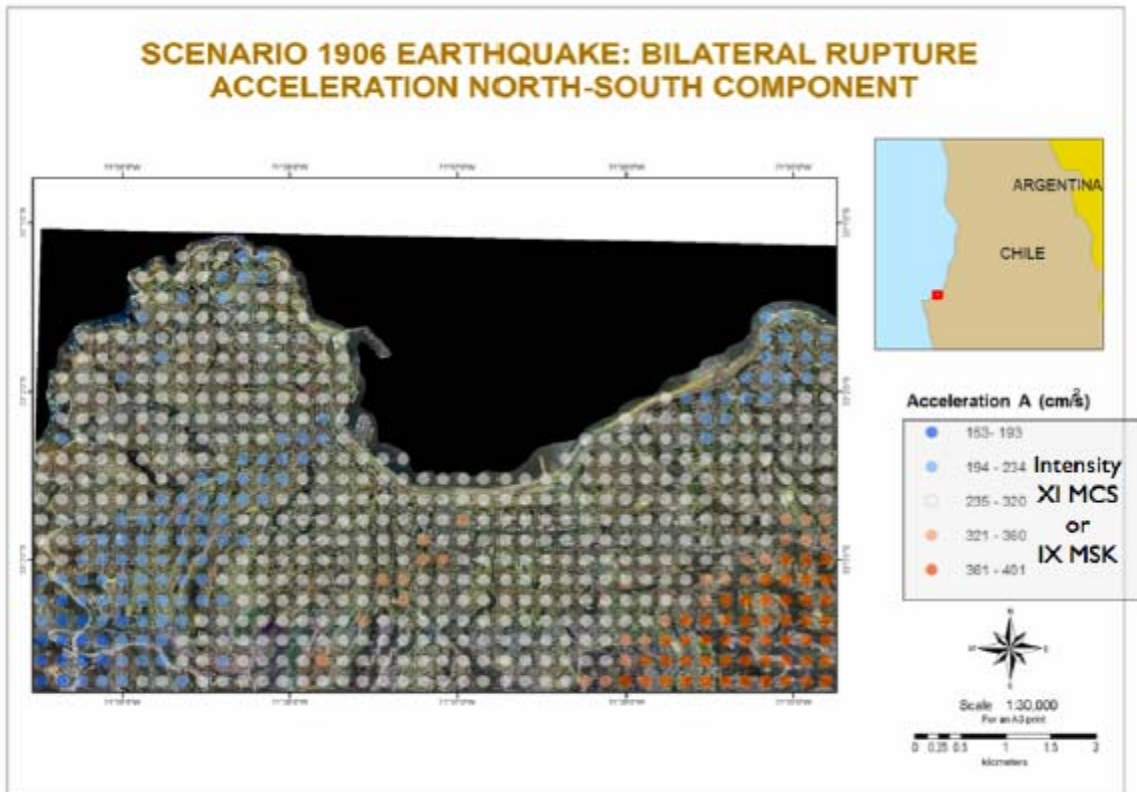 SCENARIO 1906 EARTHQUAKE: BILATERAL RUPTURE
ACCELERATION NORTH-SOUTH COMPONENT
ARGENTINA
CHILE
Acceleration A (cm/s²)
153- 193
194 - 234
235 - 320
321 - 360
361 - 401
Intensity
XI MCS
or
IX MSK
N
W
E
S
Scale 1:30,000
For an A3 print
0 0.25 0.5 1 1.5 2
kilometers